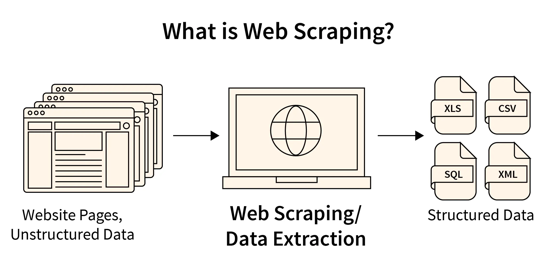 What is Web Scraping?
XLS
CSV
SQL
XML
Website Pages,
Unstructured Data
Web Scraping/
Data Extraction
Structured Data